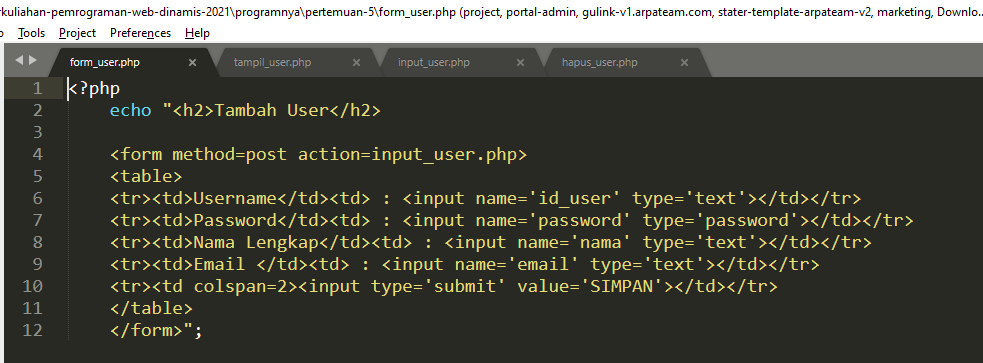 rkuliahan-pemrograman-web-dinamis-2021\programnya\pertemuan-5\form_user.php (project, portal-admin, gulink-v1.arpateam.com, stater-template-arpateam-v2, marketing, Downlo...
o Tools Project Preferences Help
form_user.php × tampil_user.php × input_user.php × hapus_user.php ×
1 <?php
2     echo "<h2>Tambah User</h2>
3
4     <form method=post action=input_user.php>
5     <table>
6     <tr><td>Username</td><td> : <input name='id_user' type='text'></td></tr>
7     <tr><td>Password</td><td> : <input name='password' type='password'></td></tr>
8     <tr><td>Nama Lengkap</td><td> : <input name='nama' type='text'></td></tr>
9     <tr><td>Email </td><td> : <input name='email' type='text'></td></tr>
10     <tr><td colspan=2><input type='submit' value='SIMPAN'></td></tr>
11     </table>
12     </form>";